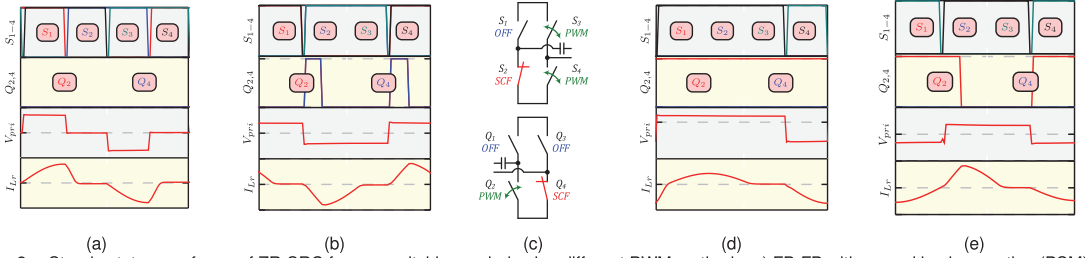 S1–4
S1 S2 S3 S4
Q2,4
Q2 Q4
Vpri
ILr
(a)
S1 S2 S3 S4
Q2,4
Q2 Q4
Vpri
ILr
(b)
S1 OFF
S3 PWM
S2 SCF
S4 PWM
Q1 OFF
Q3 OFF
Q2 PWM
Q4 SCF
(c)
S1–4
S1 S2 S3 S4
Q2,4
Q2 Q4
Vpri
ILr
(d)
S1–4
S1 S2 S3 S4
Q2,4
Q2 Q4
Vpri
ILr
(e)